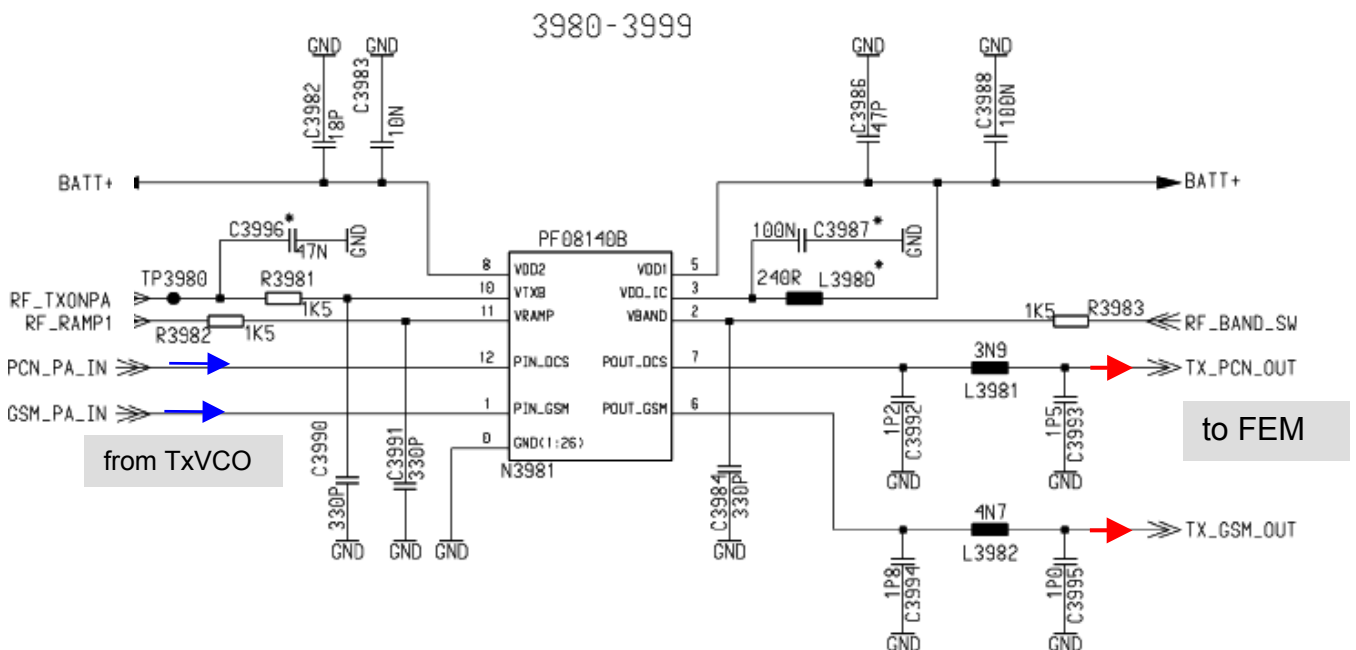 3980-3999
GND
GND
GND
GND
C3982
18P
C3983
10N
C3986
47P
C3988
100N
BATT+
BATT+
C3996*
47N
GND
PF08140B
100N C3987*
GND
TP3980
R3981
1K5
8 VDD2
VDD1 5
240R L3980*
RF_TXONPA
10 VTXB
VDD_IC 3
RF_RAMP1
R3982 1K5
11 VRAMP
VBAND 2
1K5 R3983
RF_BAND_SW
PCN_PA_IN
12 PIN_DCS
POUT_DCS 7
3N9
L3981
TX_PCN_OUT
GSM_PA_IN
1 PIN_GSM
POUT_GSM 6
1P2
C3992
1P5
C3993
to FEM
from TxVCO
0 GND(1:26)
N3981
C3990
330P
C3991
330P
C3984
330P
GND
GND
GND
GND
GND
GND
GND
4N7
L3982
TX_GSM_OUT
1P8
C3994
1P0
C3995
GND
GND